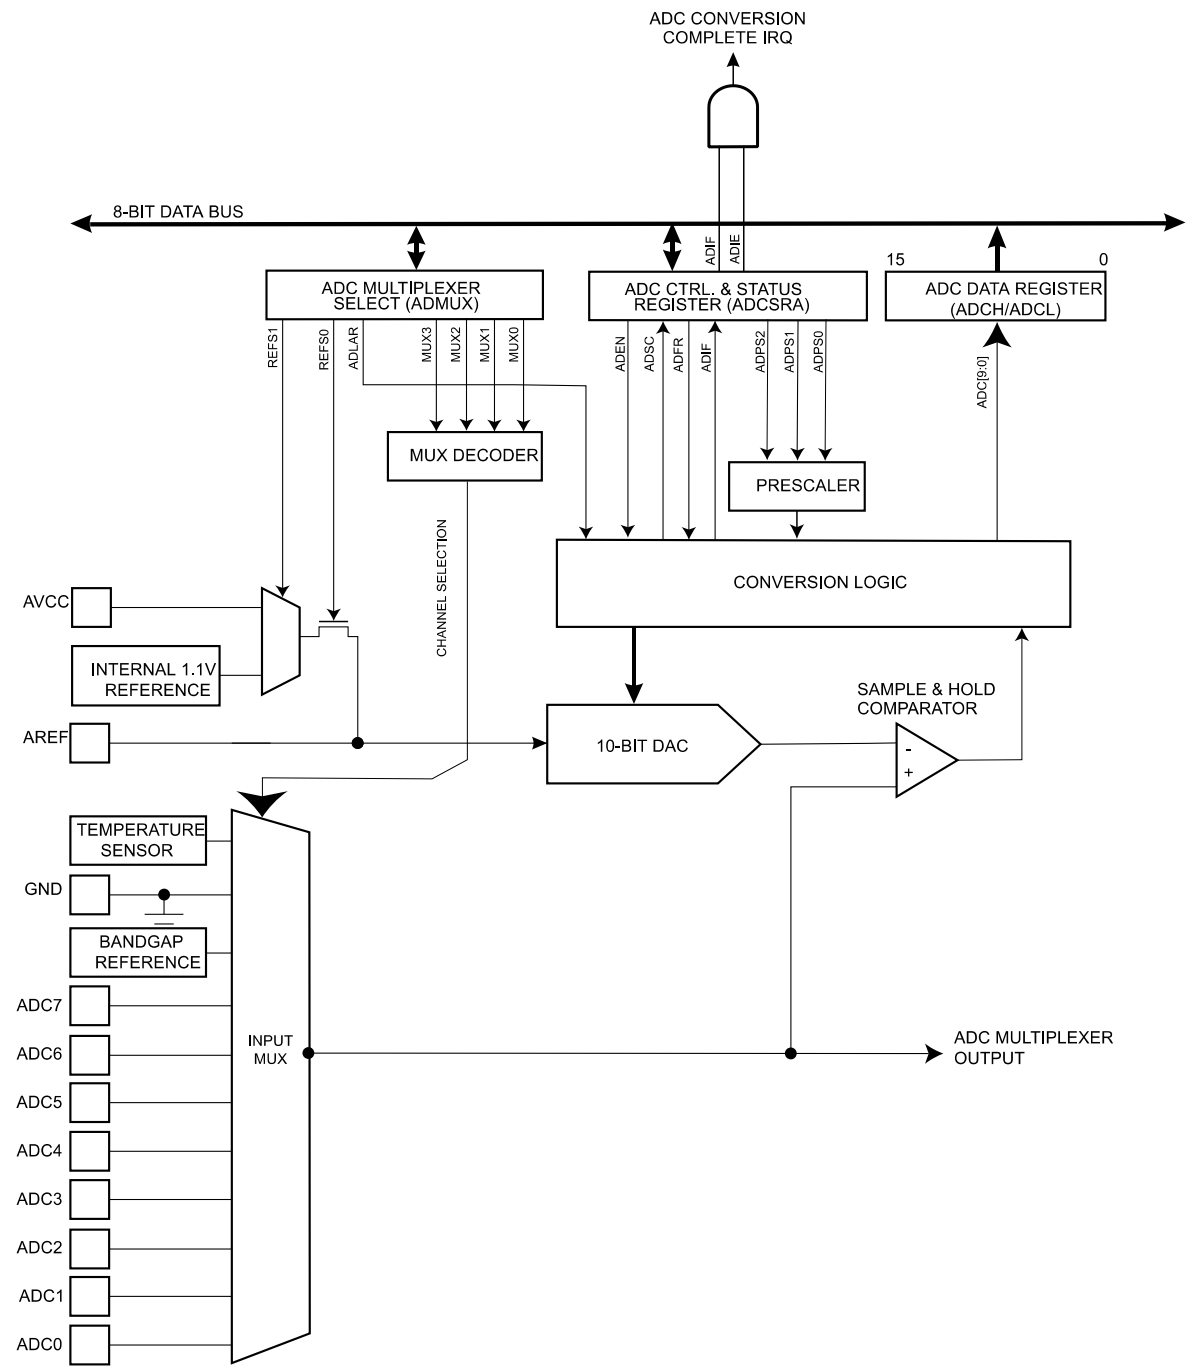 ADC CONVERSION
COMPLETE IRQ
8-BIT DATA BUS
ADIF
ADIE
15
0
ADC MULTIPLEXER
SELECT (ADMUX)
ADC CTRL. & STATUS
REGISTER (ADCSRA)
ADC DATA REGISTER
(ADCH/ADCL)
REFS1
REFS0
ADLAR
MUX3
MUX2
MUX1
MUX0
ADEN
ADSC
ADFR
ADIF
ADPS2
ADPS1
ADPS0
ADC[9:0]
MUX DECODER
PRESCALER
CHANNEL SELECTION
CONVERSION LOGIC
AVCC
INTERNAL 1.1V
REFERENCE
SAMPLE & HOLD
COMPARATOR
AREF
10-BIT DAC
-
+
TEMPERATURE
SENSOR
GND
BANDGAP
REFERENCE
ADC7
INPUT
MUX
ADC MULTIPLEXER
OUTPUT
ADC6
ADC5
ADC4
ADC3
ADC2
ADC1
ADC0